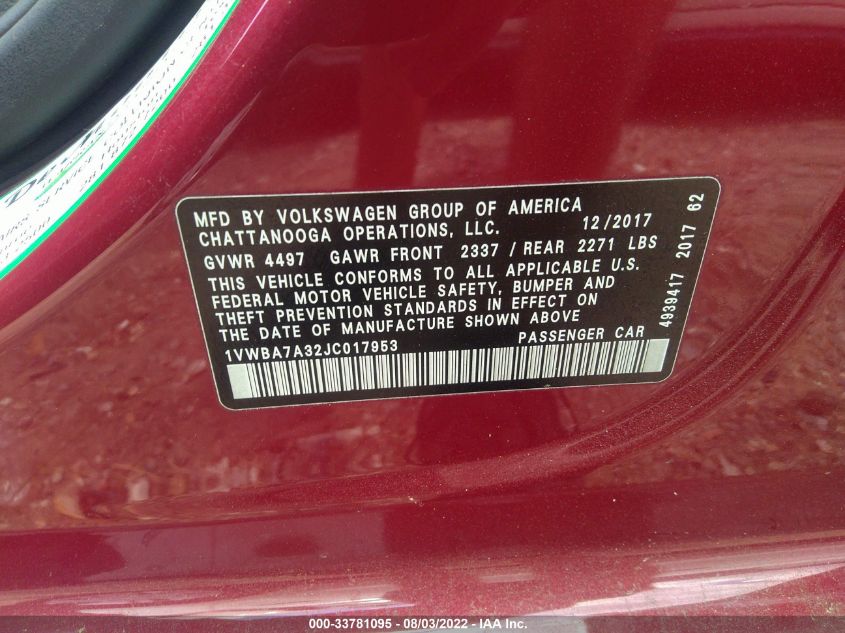 MFD BY VOLKSWAGEN GROUP OF AMERICA
CHATTANOOGA OPERATIONS, LLC. 12/2017
GVWR 4497 GAWR FRONT 2337 / REAR 2271 LBS
THIS VEHICLE CONFORMS TO ALL APPLICABLE U.S.
FEDERAL MOTOR VEHICLE SAFETY, BUMPER AND
THEFT PREVENTION STANDARDS IN EFFECT ON
THE DATE OF MANUFACTURE SHOWN ABOVE
1VWBA7A32JC017953 PASSENGER CAR
4939417 2017 62
000-33781095 - 08/03/2022 - IAA Inc.